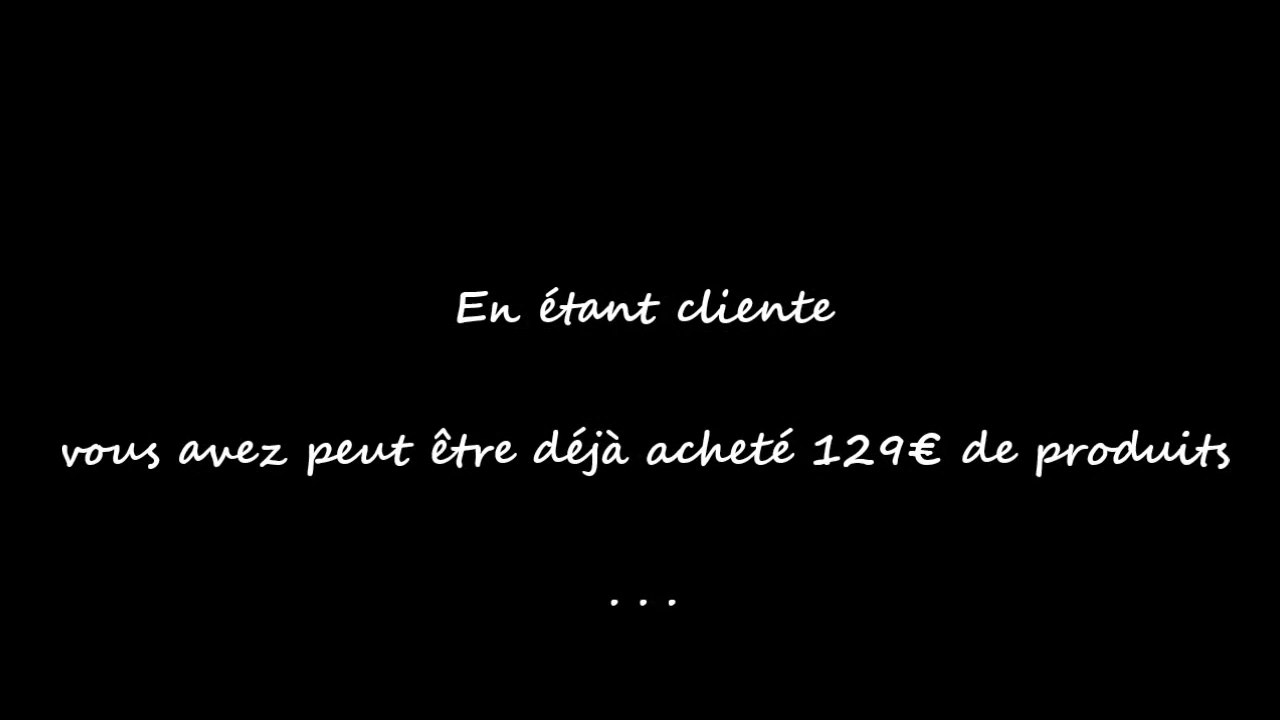 En étant cliente
vous avez peut être déjà acheté 129€ de produits
...